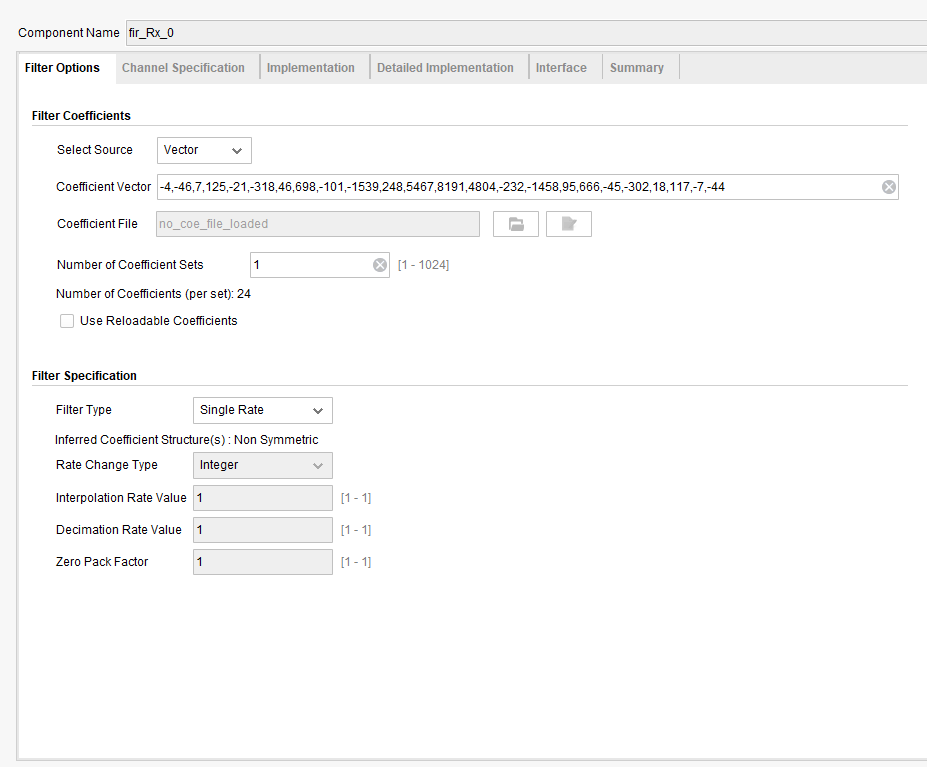 Component Name fir_Rx_0
Filter Options Channel Specification Implementation Detailed Implementation Interface Summary
Filter Coefficients
Select Source Vector
Coefficient Vector -4,-46,7,125,-21,-318,46,698,-101,-1539,248,5467,8191,4804,-232,-1458,95,666,-45,-302,18,117,-7,-44
Coefficient File no_coe_file_loaded
Number of Coefficient Sets 1 [1 - 1024]
Number of Coefficients (per set): 24
Use Reloadable Coefficients
Filter Specification
Filter Type Single Rate
Inferred Coefficient Structure(s) : Non Symmetric
Rate Change Type Integer
Interpolation Rate Value 1 [1 - 1]
Decimation Rate Value 1 [1 - 1]
Zero Pack Factor 1 [1 - 1]